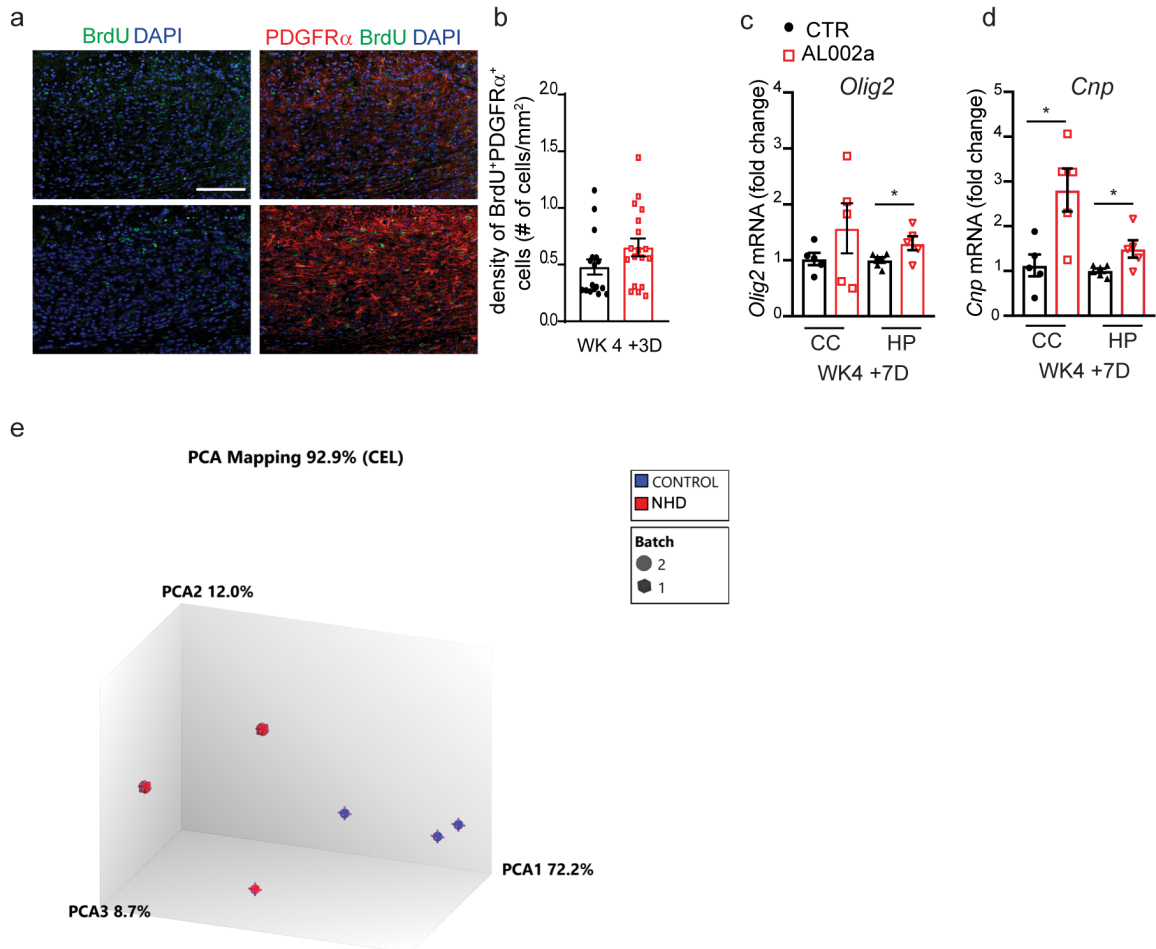 a
BrdU DAPI
PDGFRα BrdU DAPI
b
density of BrdU⁺PDGFRα⁺
cells (# of cells/mm²)
2.0
1.5
1.0
0.5
0.0
WK 4 +3D
c
CTR
AL002a
Olig2
Olig2 mRNA (fold change)
4
3
2
1
0
*
CC
HP
WK4 +7D
d
Cnp
Cnp mRNA (fold change)
5
4
3
2
1
0
*
*
CC
HP
WK4 +7D
e
PCA Mapping 92.9% (CEL)
CONTROL
NHD
Batch
2
1
PCA2 12.0%
PCA1 72.2%
PCA3 8.7%